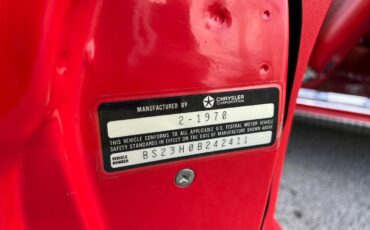 MANUFACTURED BY CHRYSLER
CORPORATION
2-1970
THIS VEHICLE CONFORMS TO ALL APPLICABLE U.S. FEDERAL MOTOR VEHICLE
SAFETY STANDARDS IN EFFECT ON THE DATE OF MANUFACTURE SHOWN ABOVE
VEHICLE
NUMBER
BS23H0B242411